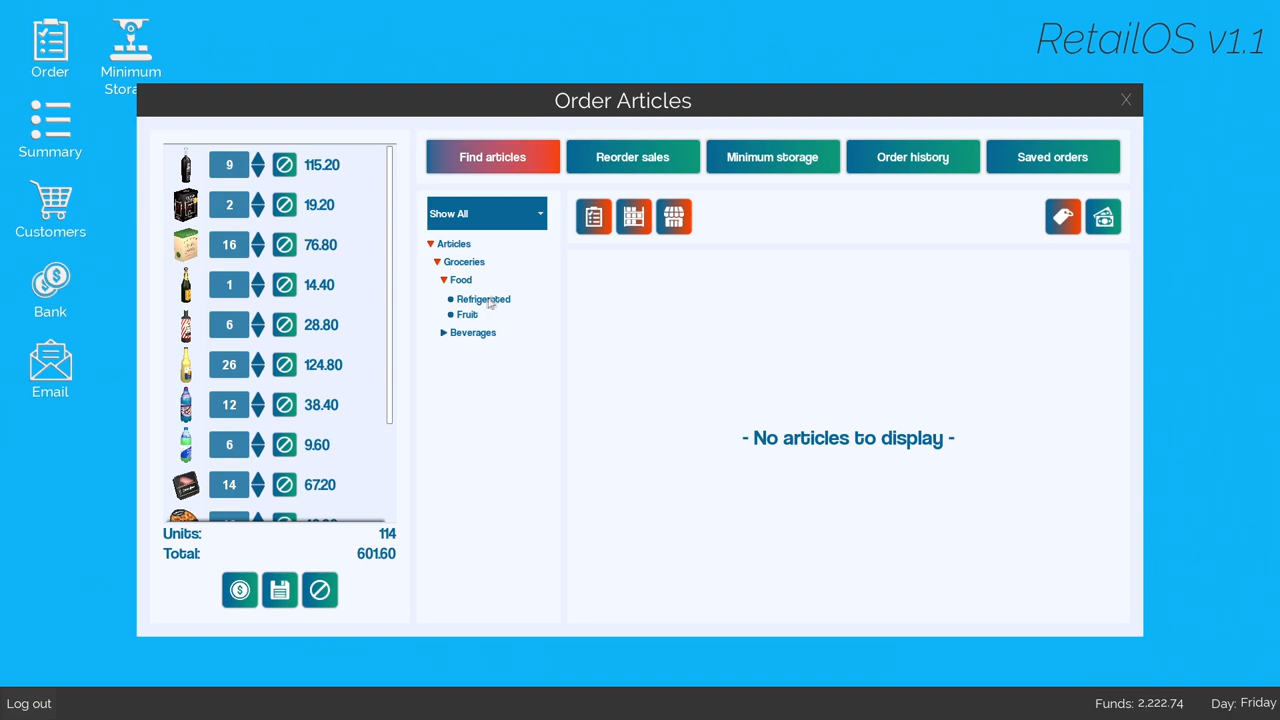 RetailOS v1.1
Order
Minimum
Stora
Summary
Customers
Bank
Email
Order Articles
X
9 115.20
2 19.20
16 76.80
1 14.40
6 28.80
26 124.80
12 38.40
6 9.60
14 67.20
Units: 114
Total: 601.60
Find articles
Reorder sales
Minimum storage
Order history
Saved orders
Show All
Articles
Groceries
Food
Refrigerated
Fruit
Beverages
- No articles to display -
Log out
Funds: 2,222.74
Day: Friday